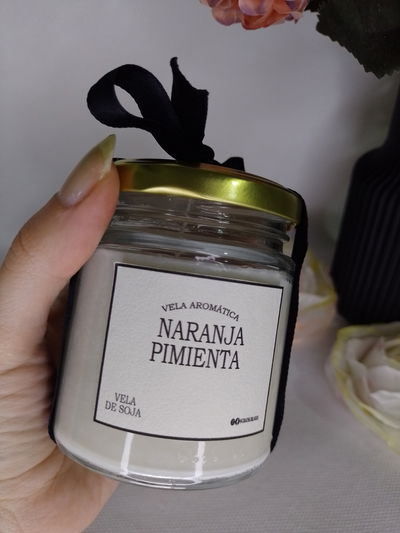 VELA AROMÁTICA
NARANJA
PIMIENTA
VELA
DE SOJA